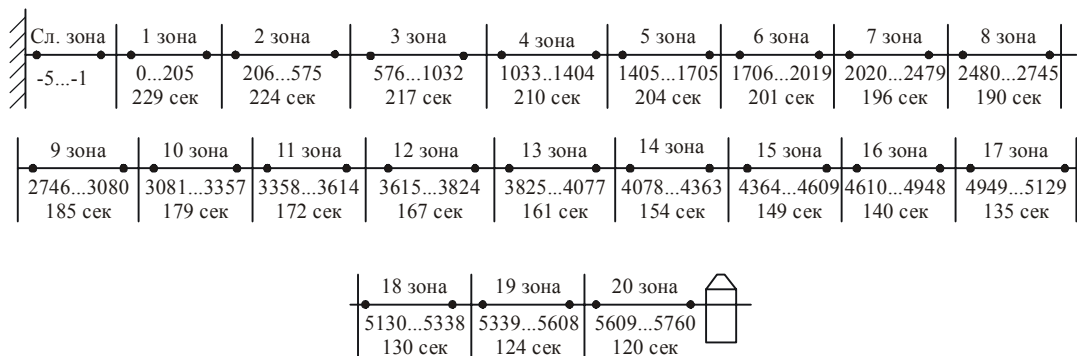 Сл. зона 1 зона 2 зона 3 зона 4 зона 5 зона 6 зона 7 зона 8 зона
-5...-1 0...205 206...575 576...1032 1033..1404 1405...1705 1706...2019 2020...2479 2480...2745
229 сек 224 сек 217 сек 210 сек 204 сек 201 сек 196 сек 190 сек
9 зона 10 зона 11 зона 12 зона 13 зона 14 зона 15 зона 16 зона 17 зона
2746...3080 3081...3357 3358...3614 3615...3824 3825...4077 4078...4363 4364...4609 4610...4948 4949...5129
185 сек 179 сек 172 сек 167 сек 161 сек 154 сек 149 сек 140 сек 135 сек
18 зона 19 зона 20 зона
5130...5338 5339...5608 5609...5760
130 сек 124 сек 120 сек